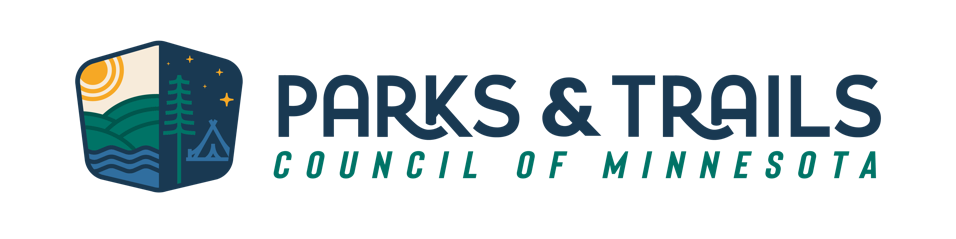 PARKS & TRAILS
COUNCIL OF MINNESOTA